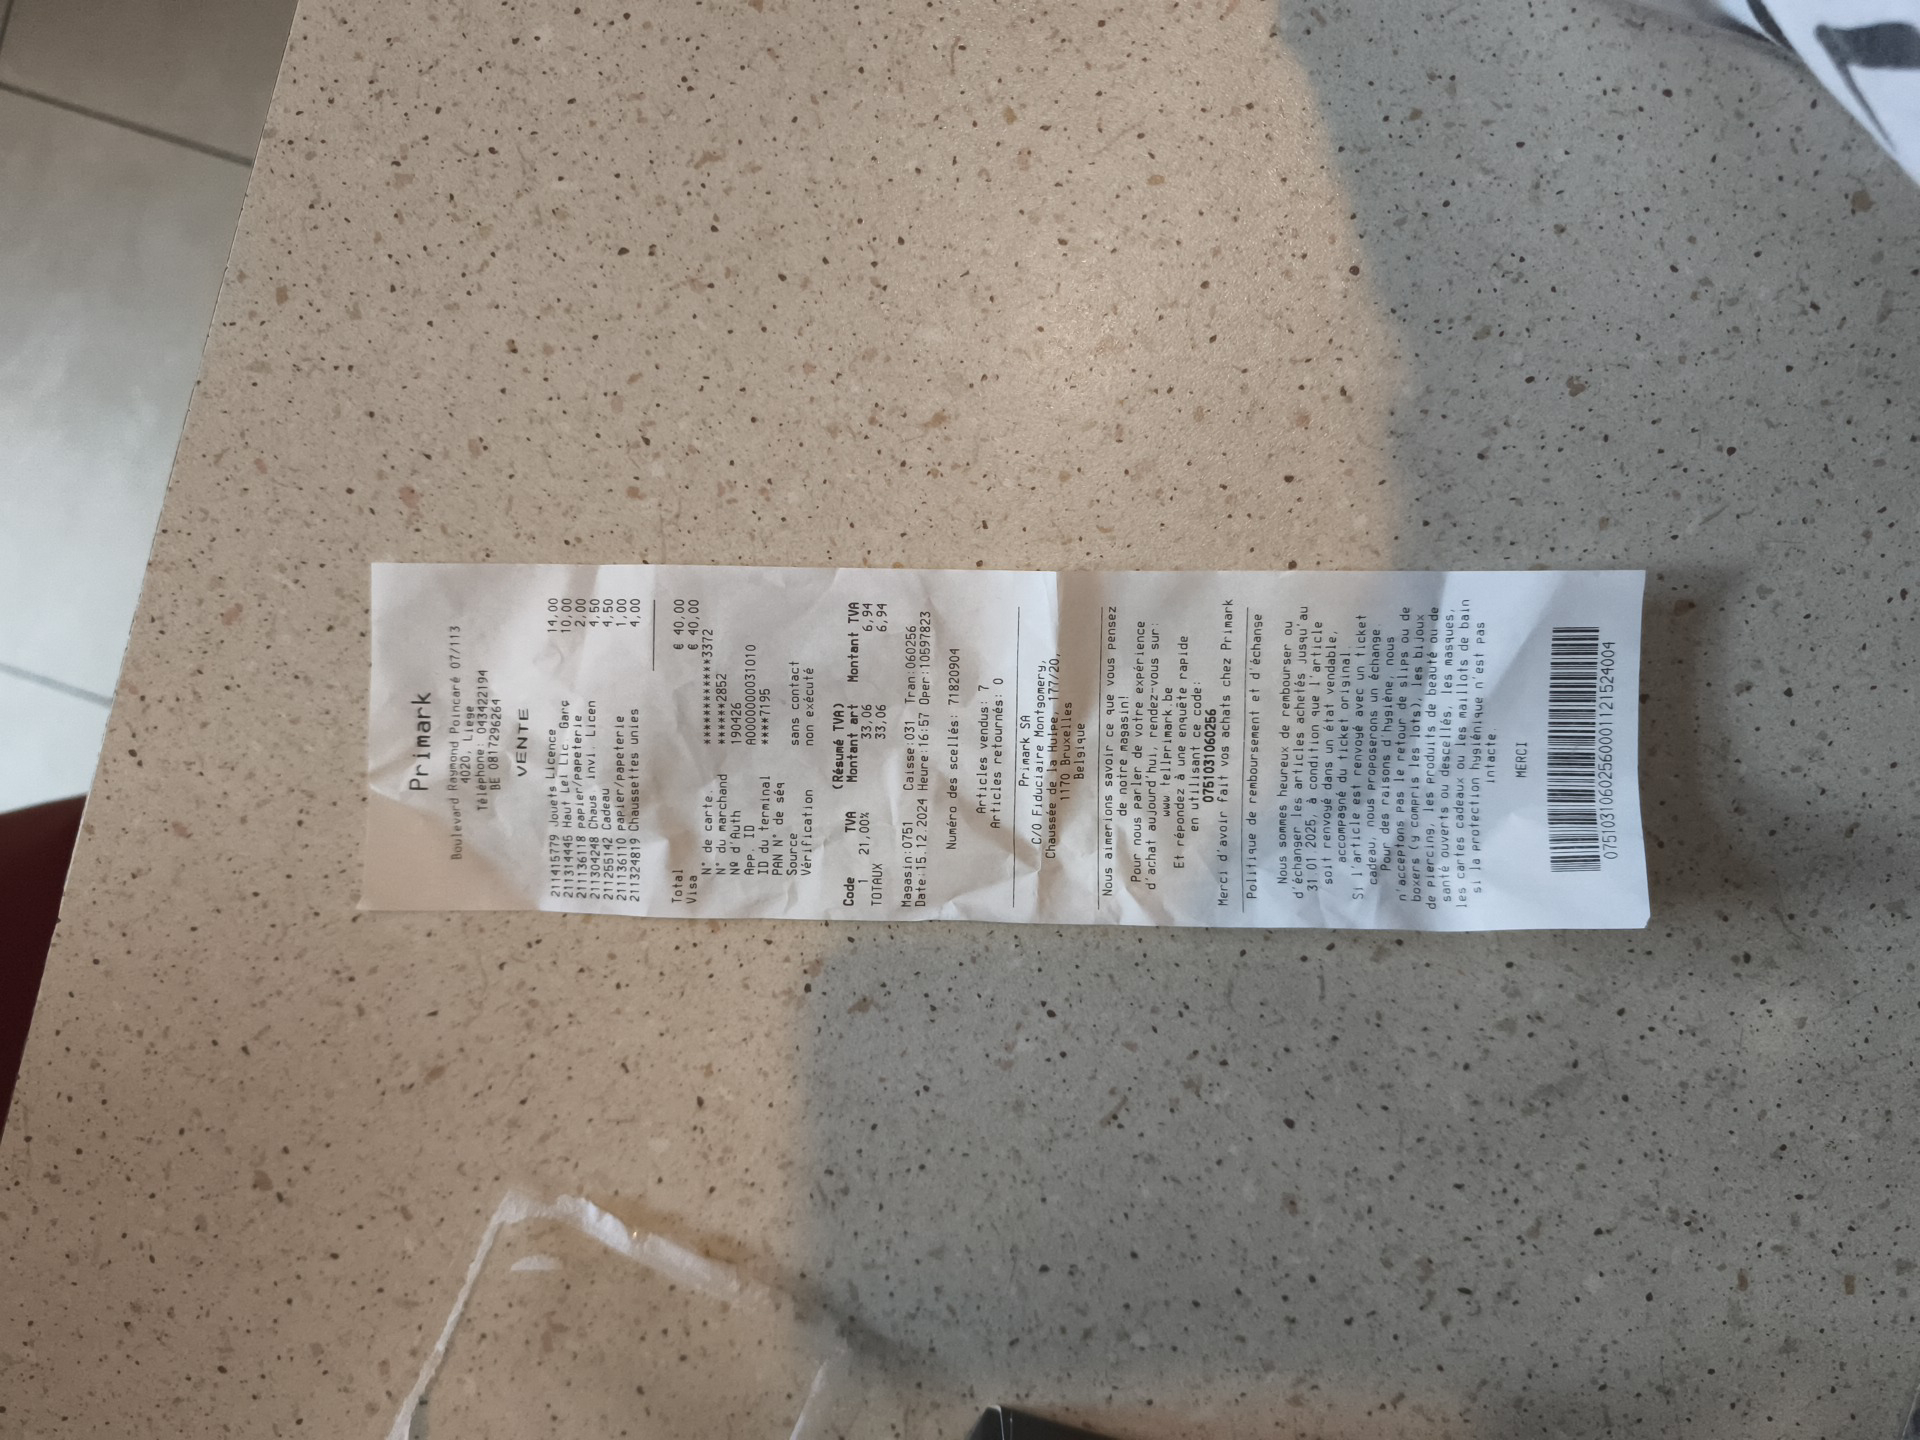 Primark
Boulevard Raymond Poincaré 07/113
4020, Liege
Téléphone: 043422194
BE 0817296264
VENTE
211415779 Jouets Licence 14,00
211314445 Haut Lei Lic Garç 10,00
211136118 papier/papeterie 2,00
211304248 Chaus Invi. Licen 4,50
211255142 Cadeau 4,50
211136110 papier/papeterie 1,00
211324819 Chaussettes unies 4,00
Total € 40,00
Visa € 40,00
N° de carte. ************3372
N° du marchand ******2852
Nº d'Auth 190426
App. ID A0000000031010
ID du terminal ****7195
PAN N° de séq
Source sans contact
Vérification non exécuté
(Résumé TVA)
Code TVA Montant art Montant TVA
1 21,00% 33,06 6,94
TOTAUX 33,06 6,94
Magasin:0751 Caisse:031 Tran:060256
Date:15.12.2024 Heure:16:57 Oper:10597823
Numéro des scellés: 71820904
Articles vendus: 7
Articles retournés: 0
Primark SA
C/O Fiduciaire Montgomery,
Chaussée de la Hulpe, 177/20,
1170 Bruxelles
Belgique
Nous aimerions savoir ce que vous pensez
de notre magasin!
Pour nous parler de votre expérience
d'achat aujourd'hui, rendez-vous sur:
www.tellprimark.be
Et répondez à une enquête rapide
en utilisant ce code:
0751031060256
Merci d'avoir fait vos achats chez Primark
Politique de remboursement et d'échange
Nous sommes heureux de rembourser ou
d'échanger les articles achetés jusqu'au
31.01.2025, à condition que l'article
soit renvoyé dans un état vendable,
accompagné du ticket original.
Si l'article est renvoyé avec un ticket
cadeau, nous proposerons un échange.
Pour des raisons d'hygiène, nous
n'acceptons pas le retour de slips ou de
boxers (y compris les lots), les bijoux
de piercing, les produits de beauté ou de
santé ouverts ou descellés, les masques,
les cartes cadeaux ou les maillots de bain
si la protection hygiénique n'est pas
intacte.
MERCI
07510310602560001121524004